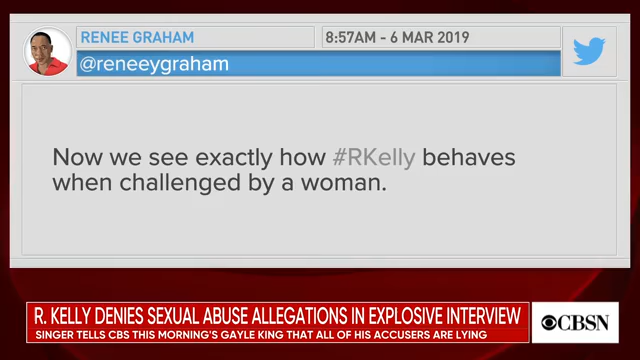 RENEE GRAHAM
8:57AM - 6 MAR 2019
@reneeygraham
Now we see exactly how #RKelly behaves
when challenged by a woman.
R. KELLY DENIES SEXUAL ABUSE ALLEGATIONS IN EXPLOSIVE INTERVIEW
SINGER TELLS CBS THIS MORNING'S GAYLE KING THAT ALL OF HIS ACCUSERS ARE LYING
CBSN